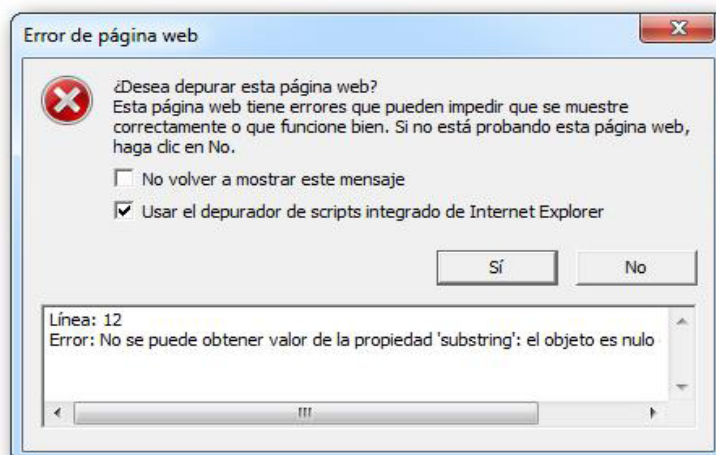 Error de página web
¿Desea depurar esta página web?
Esta página web tiene errores que pueden impedir que se muestre
correctamente o que funcione bien. Si no está probando esta página web,
haga clic en No.
No volver a mostrar este mensaje
Usar el depurador de scripts integrado de Internet Explorer
Sí
No
Línea: 12
Error: No se puede obtener valor de la propiedad 'substring': el objeto es nulo